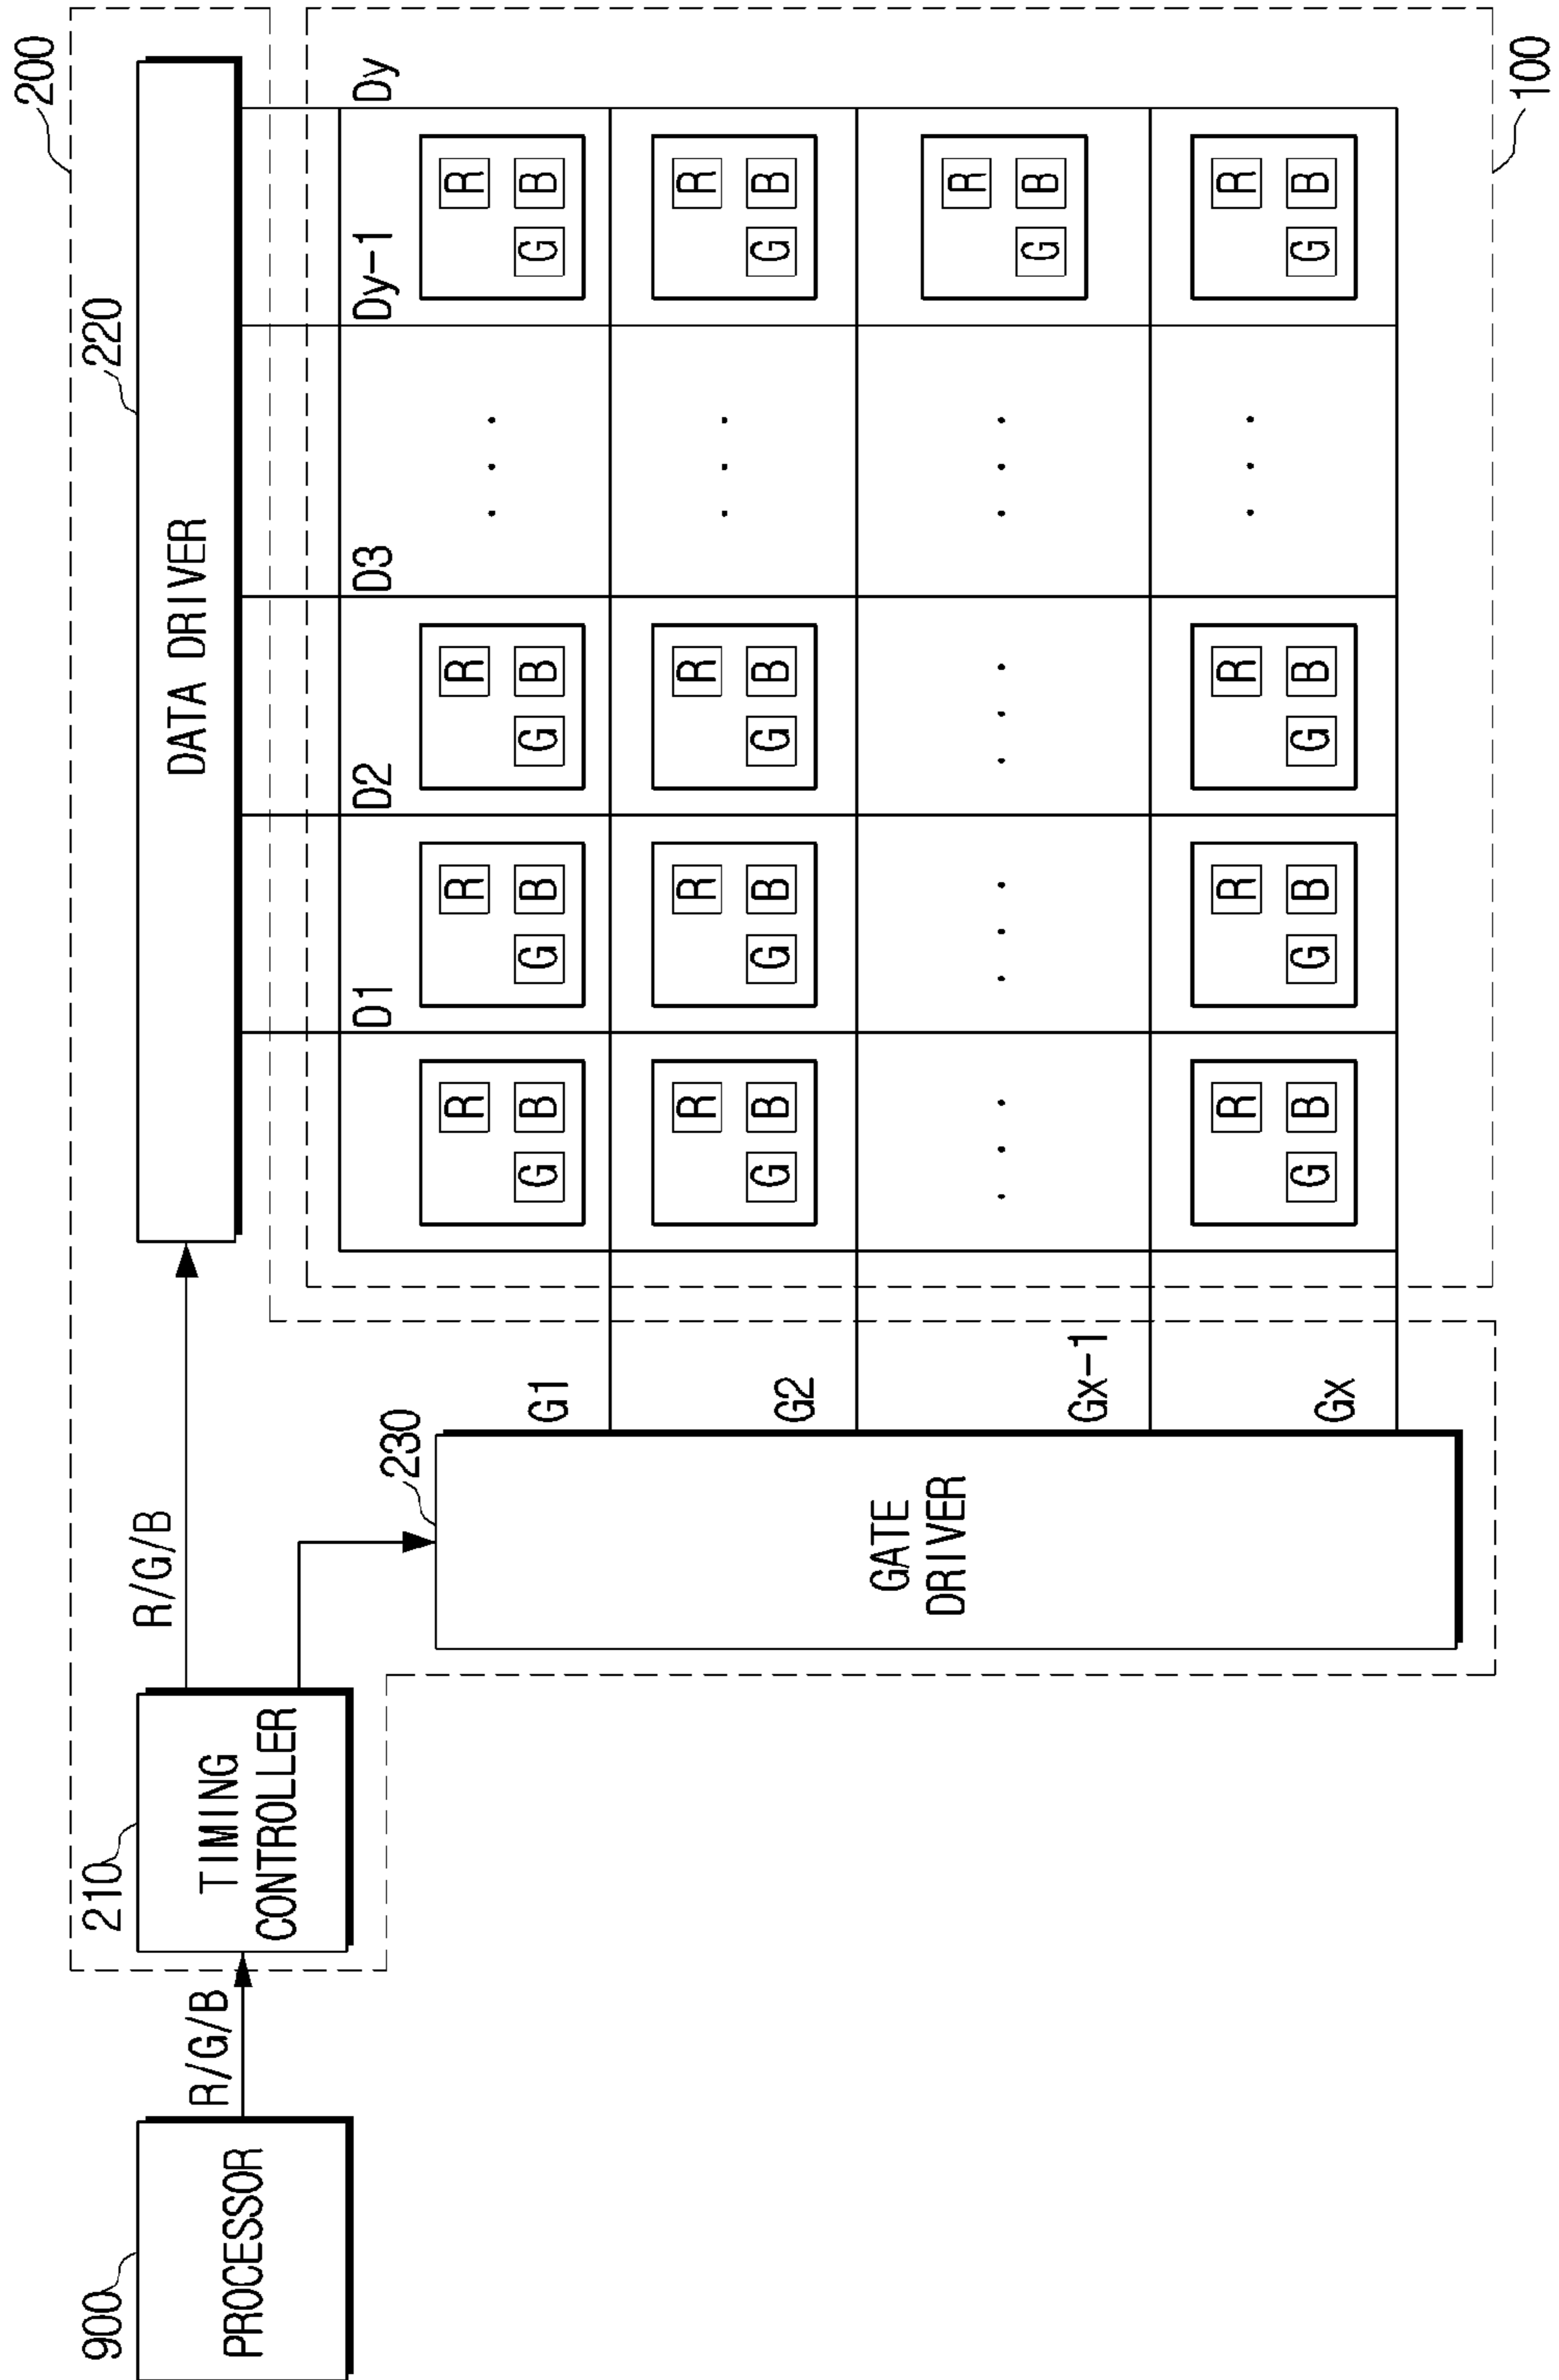 200
900
210
220
PROCESSOR
R/G/B
TIMING
CONTROLLER
R/G/B
DATA DRIVER
230
GATE
DRIVER
D1
D2
D3
Dy-1
Dy
G1
R
G B
R
G B
R
G B
R
G B
G2
R
G B
R
G B
R
G B
R
G B
Gx-1
R
G B
Gx
R
G B
R
G B
R
G B
R
G B
100